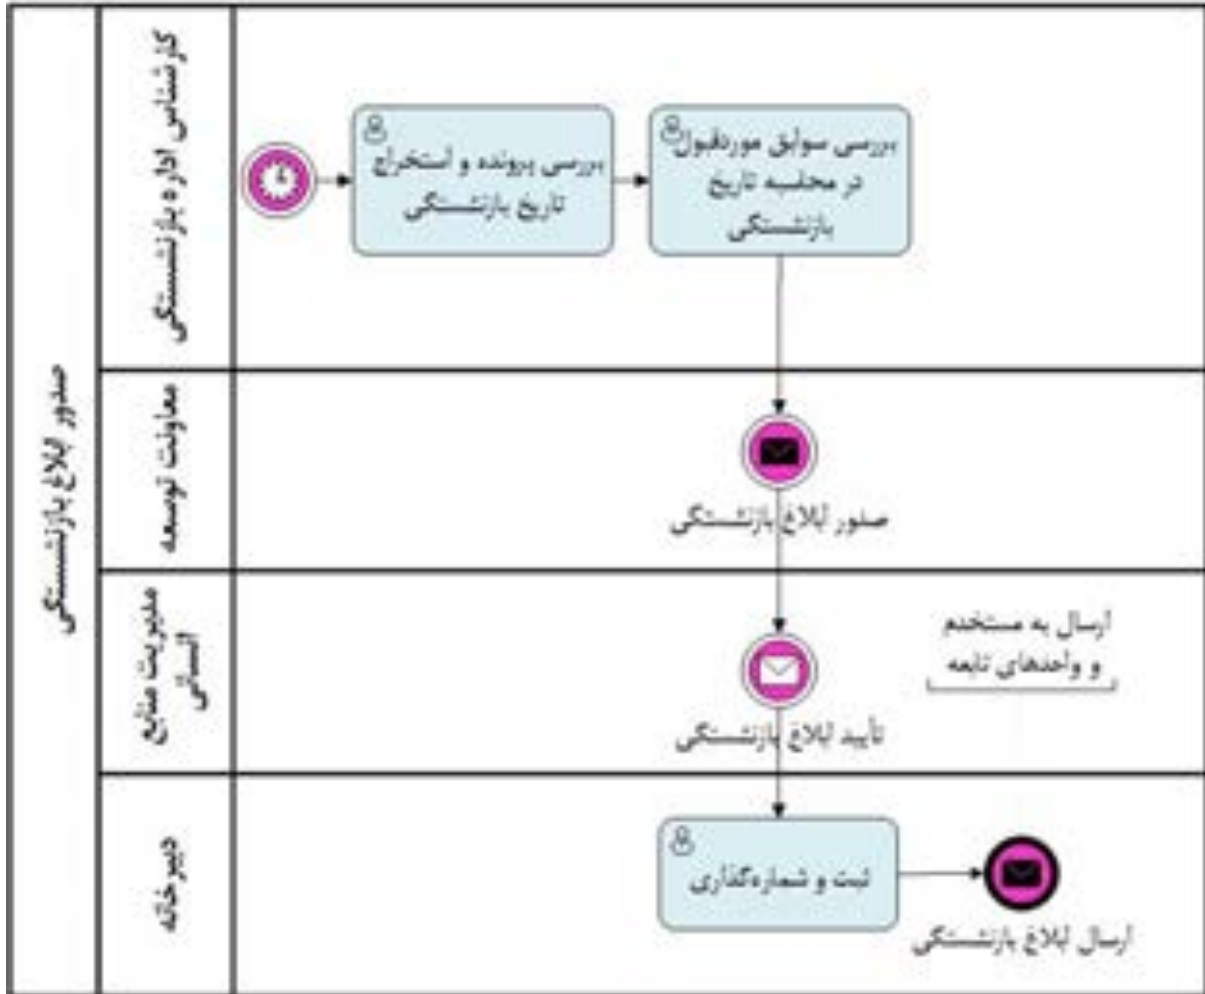 صدور ابلاغ بازنشستگی
کارشناس اداره بازنشستگی
بررسی پرونده و استخراج
تاریخ بازنشستگی
بررسی سوابق موردقبول
در محاسبه تاریخ
بازنشستگی
معاونت توسعه
صدور ابلاغ بازنشستگی
مدیریت منابع
انسانی
تأیید ابلاغ بازنشستگی
ارسال به مستخدم
و واحدهای تابعه
دبیرخانه
ثبت و شماره‌گذاری
ارسال ابلاغ بازنشستگی